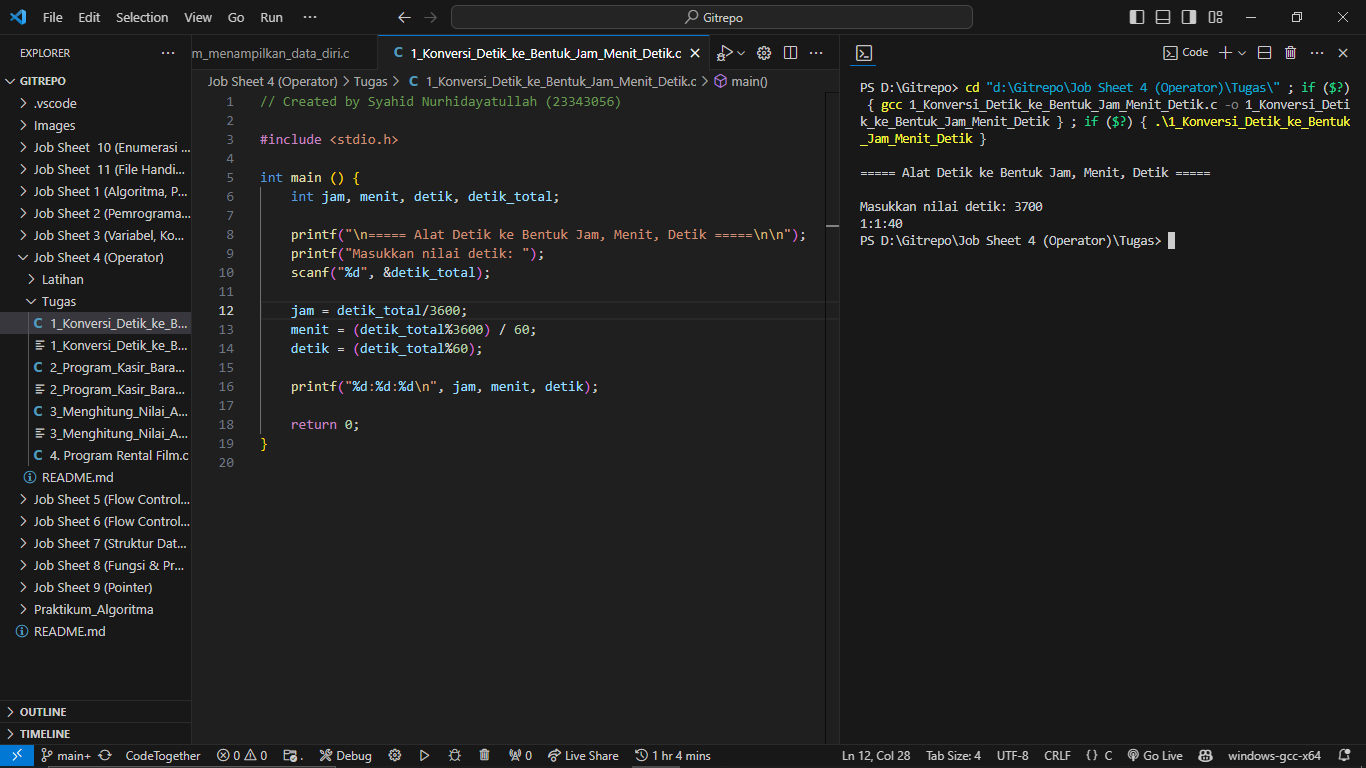 File Edit Selection View Go Run ··· Gitrepo
EXPLORER ···
GITREPO
.vscode
Images
Job Sheet 10 (Enumerasi ...
Job Sheet 11 (File Handi...
Job Sheet 1 (Algoritma, P...
Job Sheet 2 (Pemrograma...
Job Sheet 3 (Variabel, Ko...
Job Sheet 4 (Operator)
Latihan
Tugas
1_Konversi_Detik_ke_B...
1_Konversi_Detik_ke_B...
2_Program_Kasir_Bara...
2_Program_Kasir_Bara...
3_Menghitung_Nilai_A...
3_Menghitung_Nilai_A...
4. Program Rental Film.c
README.md
Job Sheet 5 (Flow Control...
Job Sheet 6 (Flow Control...
Job Sheet 7 (Struktur Dat...
Job Sheet 8 (Fungsi & Pr...
Job Sheet 9 (Pointer)
Praktikum_Algoritma
README.md
OUTLINE
TIMELINE
m_menampilkan_data_diri.c C 1_Konversi_Detik_ke_Bentuk_Jam_Menit_Detik.c
Job Sheet 4 (Operator) > Tugas > C 1_Konversi_Detik_ke_Bentuk_Jam_Menit_Detik.c > main()
1 // Created by Syahid Nurhidayatullah (23343056)
2
3 #include <stdio.h>
4
5 int main () {
6 int jam, menit, detik, detik_total;
7
8 printf("\n===== Alat Detik ke Bentuk Jam, Menit, Detik =====\n\n");
9 printf("Masukkan nilai detik: ");
10 scanf("%d", &detik_total);
11
12 jam = detik_total/3600;
13 menit = (detik_total%3600) / 60;
14 detik = (detik_total%60);
15
16 printf("%d:%d:%d\n", jam, menit, detik);
17
18 return 0;
19 }
20
Code
PS D:\Gitrepo> cd "d:\Gitrepo\Job Sheet 4 (Operator)\Tugas\" ; if ($?)
{ gcc 1_Konversi_Detik_ke_Bentuk_Jam_Menit_Detik.c -o 1_Konversi_Deti
k_ke_Bentuk_Jam_Menit_Detik } ; if ($?) { .\1_Konversi_Detik_ke_Bentuk
_Jam_Menit_Detik }
===== Alat Detik ke Bentuk Jam, Menit, Detik =====
Masukkan nilai detik: 3700
1:1:40
PS D:\Gitrepo\Job Sheet 4 (Operator)\Tugas>
main+ CodeTogether 0 0 Debug 0 Live Share 1 hr 4 mins Ln 12, Col 28 Tab Size: 4 UTF-8 CRLF { } C Go Live windows-gcc-x64